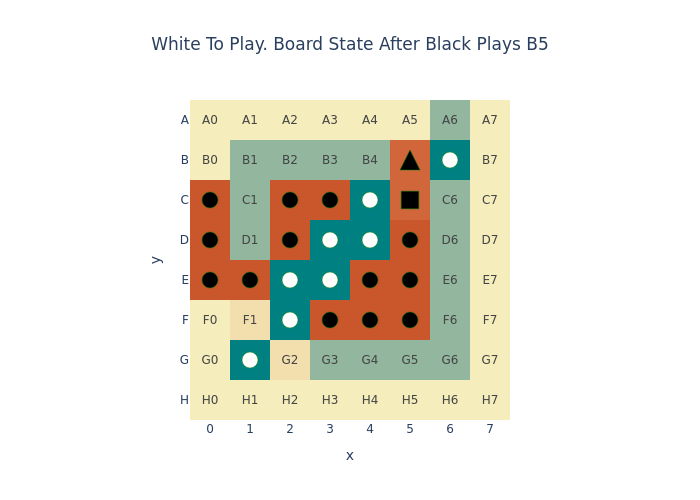 White To Play. Board State After Black Plays B5
A A0 A1 A2 A3 A4 A5 A6 A7
B B0 B1 B2 B3 B4 B7
C C1 C6 C7
D D1 D6 D7
E E6 E7
F F0 F1 F6 F7
G G0 G2 G3 G4 G5 G6 G7
H H0 H1 H2 H3 H4 H5 H6 H7
0 1 2 3 4 5 6 7
x
y